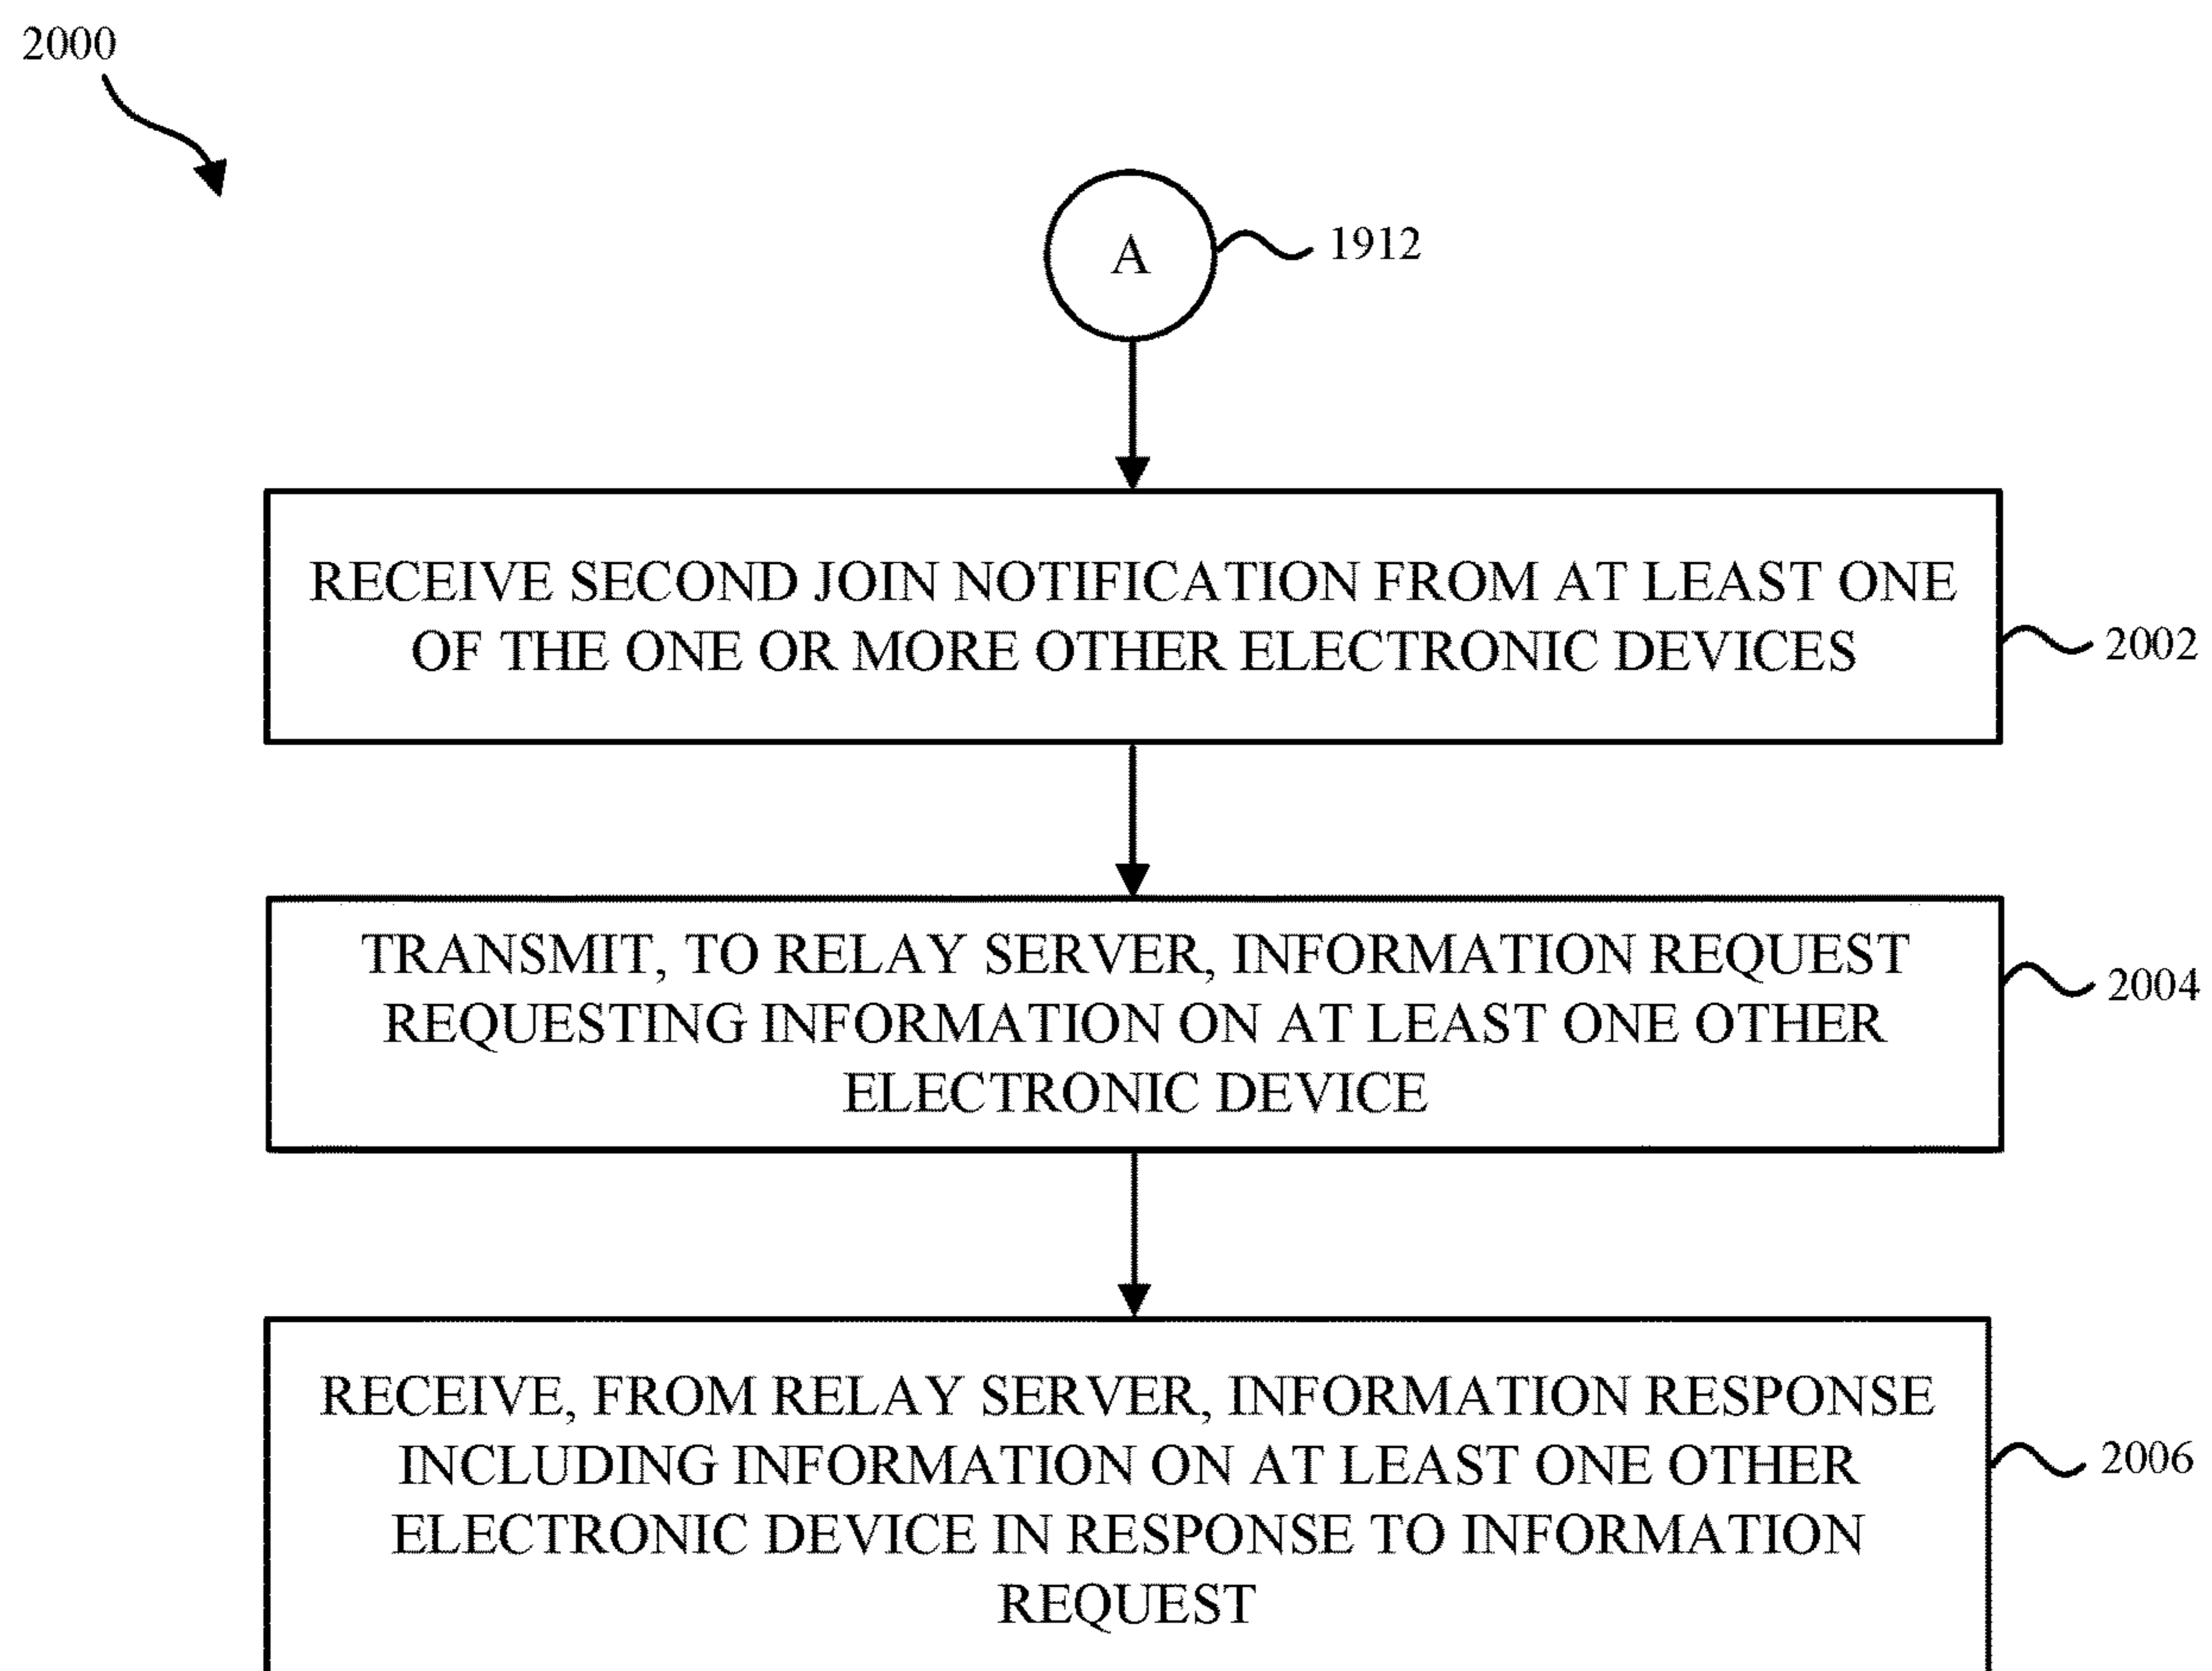 2000
A
1912
RECEIVE SECOND JOIN NOTIFICATION FROM AT LEAST ONE
OF THE ONE OR MORE OTHER ELECTRONIC DEVICES
2002
TRANSMIT, TO RELAY SERVER, INFORMATION REQUEST
REQUESTING INFORMATION ON AT LEAST ONE OTHER
ELECTRONIC DEVICE
2004
RECEIVE, FROM RELAY SERVER, INFORMATION RESPONSE
INCLUDING INFORMATION ON AT LEAST ONE OTHER
ELECTRONIC DEVICE IN RESPONSE TO INFORMATION
REQUEST
2006